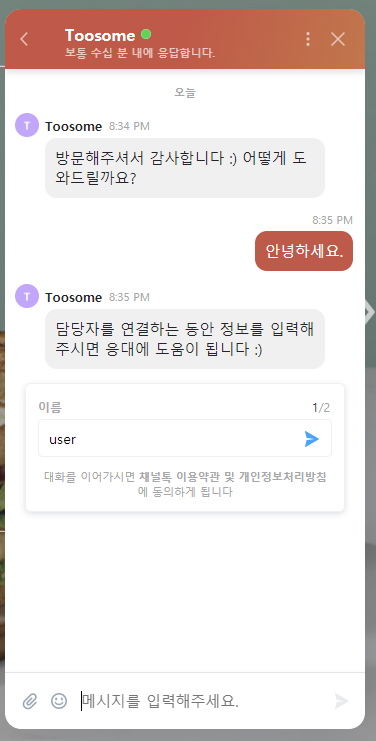 Toosome
보통 수십 분 내에 응답합니다.
오늘
T
Toosome 8:34 PM
방문해주셔서 감사합니다 :) 어떻게 도
와드릴까요?
8:35 PM
안녕하세요.
T
Toosome 8:35 PM
담당자를 연결하는 동안 정보를 입력해
주시면 응대에 도움이 됩니다 :)
이름 1/2
user
대화를 이어가시면 채널톡 이용약관 및 개인정보처리방침
에 동의하게 됩니다
메시지를 입력해주세요.